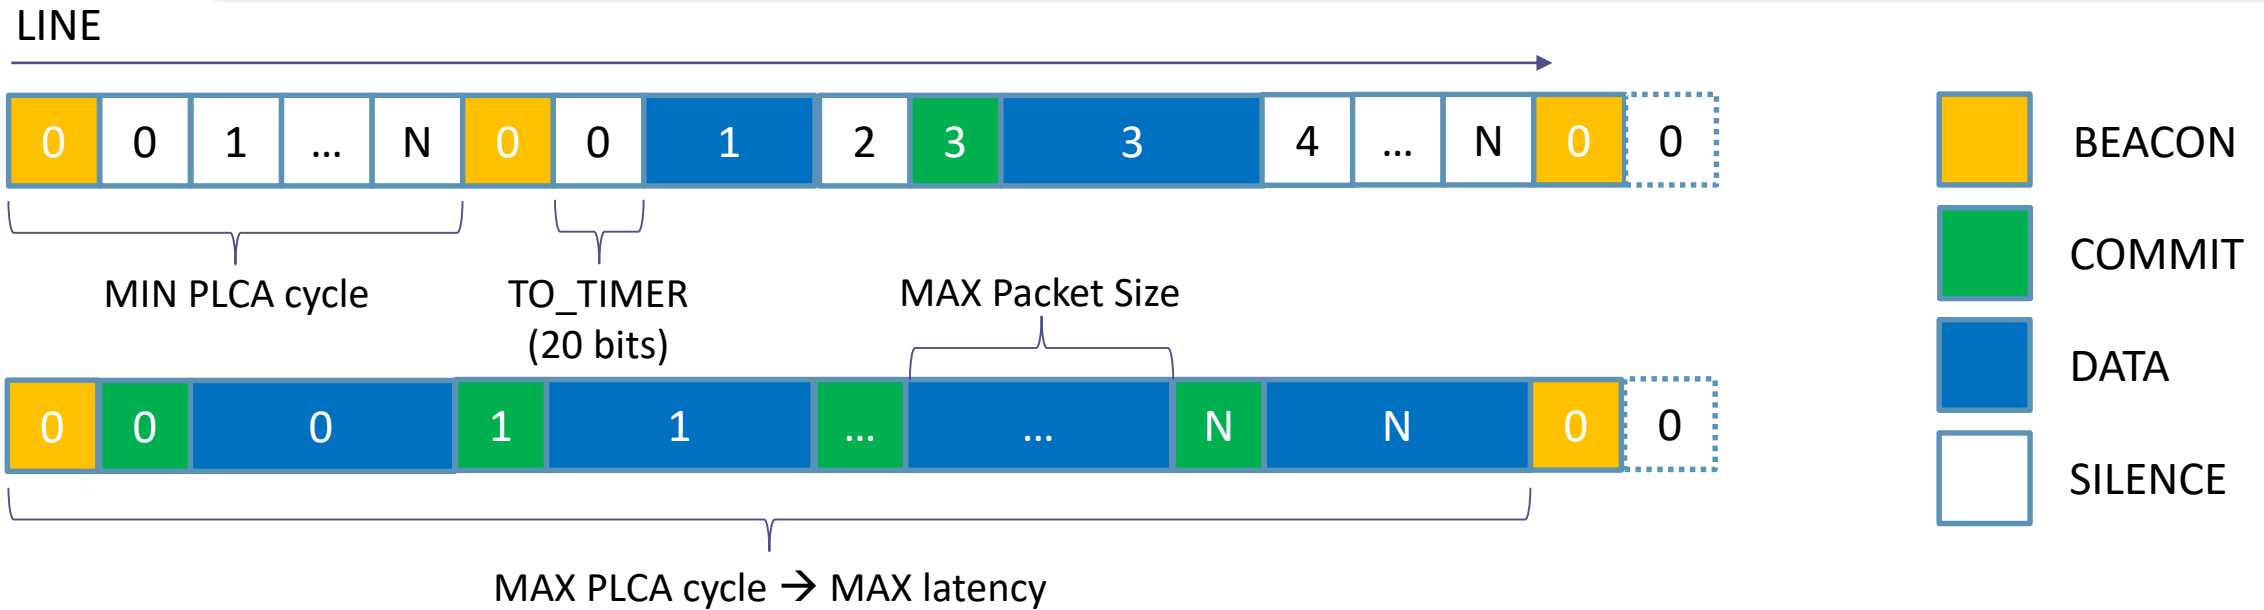 LINE
0 0 1 ... N 0 0 1 2 3 3 4 ... N 0 0
MIN PLCA cycle
TO_TIMER
(20 bits)
MAX Packet Size
0 0 0 1 1 ... ... N N 0 0
MAX PLCA cycle → MAX latency
BEACON
COMMIT
DATA
SILENCE